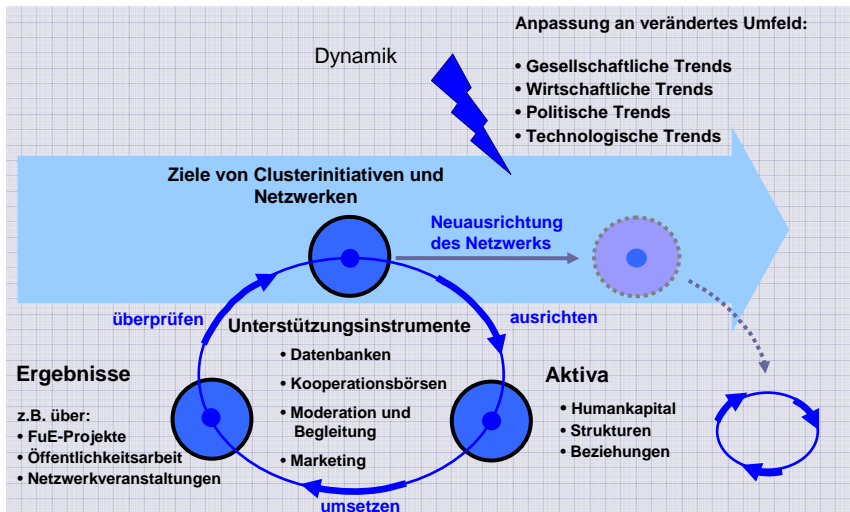 Anpassung an verändertes Umfeld:
Dynamik
• Gesellschaftliche Trends
• Wirtschaftliche Trends
• Politische Trends
• Technologische Trends
Ziele von Clusterinitiativen und
Netzwerken
Neuausrichtung
des Netzwerks
überprüfen
ausrichten
Unterstützungsinstrumente
• Datenbanken
• Kooperationsbörsen
• Moderation und
Begleitung
• Marketing
Ergebnisse
z.B. über:
• FuE-Projekte
• Öffentlichkeitsarbeit
• Netzwerkveranstaltungen
Aktiva
• Humankapital
• Strukturen
• Beziehungen
umsetzen